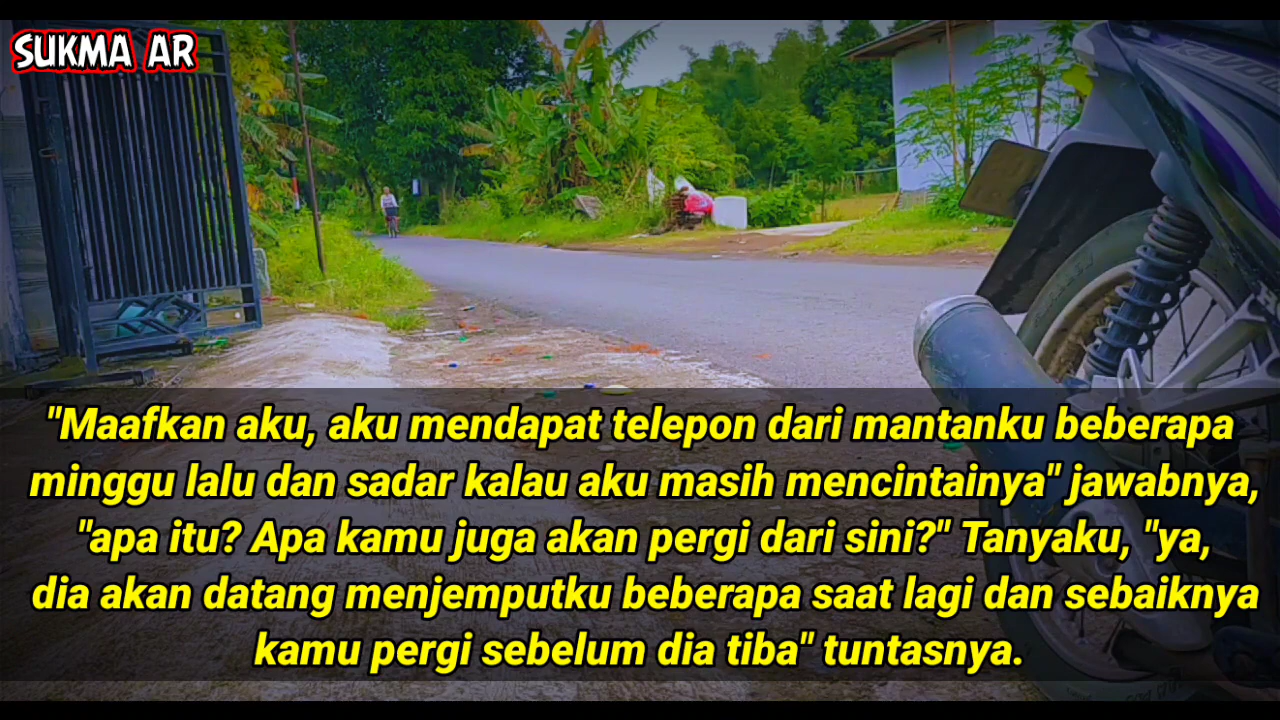 SUKMA AR
REVO
"Maafkan aku, aku mendapat telepon dari mantanku beberapa
minggu lalu dan sadar kalau aku masih mencintainya" jawabnya,
"apa itu? Apa kamu juga akan pergi dari sini?" Tanyaku, "ya,
dia akan datang menjemputku beberapa saat lagi dan sebaiknya
kamu pergi sebelum dia tiba" tuntasnya.